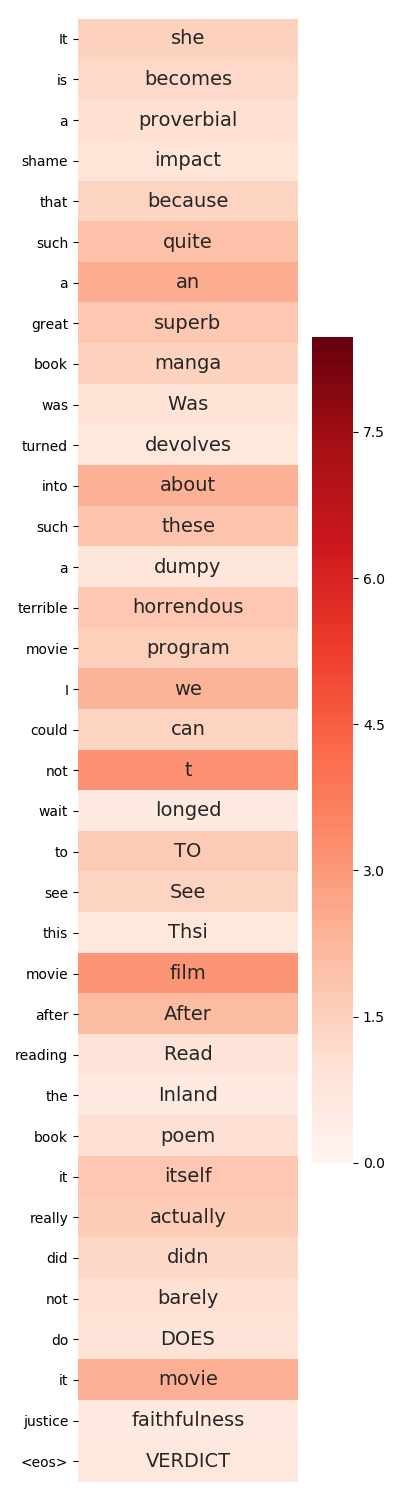 It she
is becomes
a proverbial
shame impact
that because
such quite
a an
great superb
book manga
was Was
turned devolves
into about
such these
a dumpy
terrible horrendous
movie program
I we
could can
not t
wait longed
to TO
see See
this Thsi
movie film
after After
reading Read
the Inland
book poem
it itself
really actually
did didn
not barely
do DOES
it movie
justice faithfulness
<eos> VERDICT
7.5
6.0
4.5
3.0
1.5
0.0